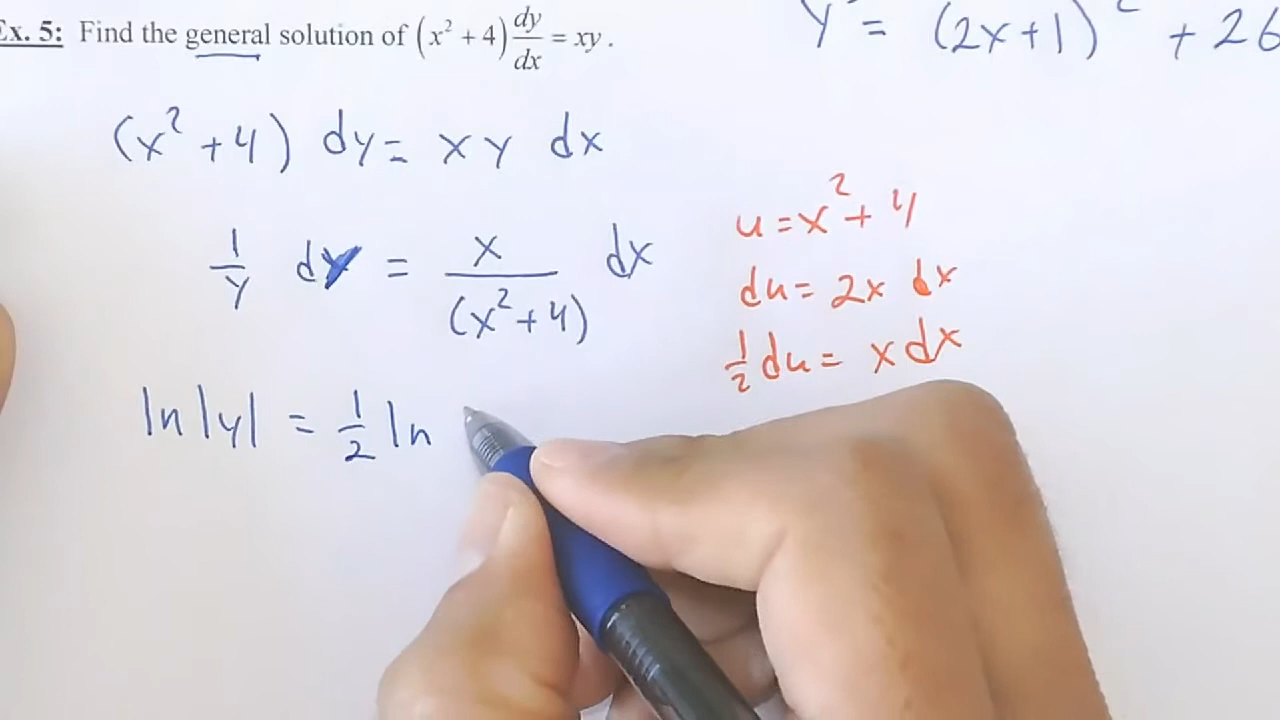 Ex. 5: Find the general solution of (x² + 4) dy/dx = xy.
y = (2x+1)² + 26
(x² + 4) dy = x y dx
1/y dy = x/(x² + 4) dx
u = x² + 4
du = 2x dx
1/2 du = x dx
ln |y| = 1/2 ln